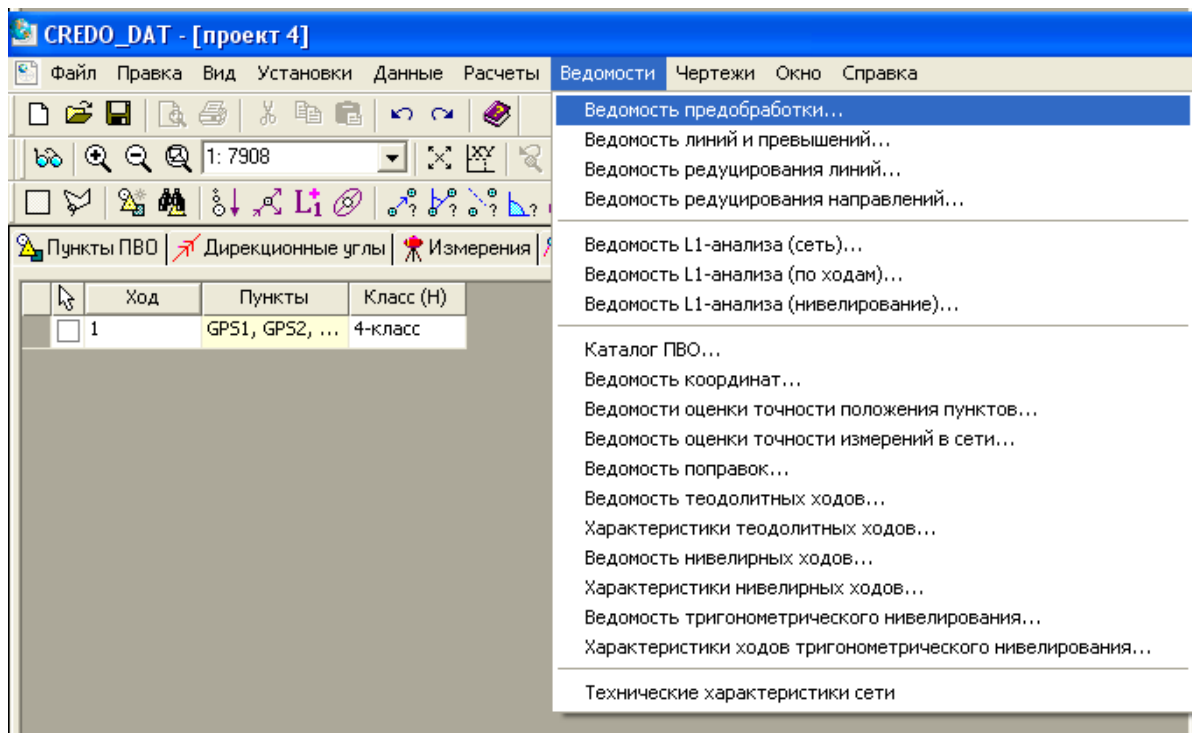 CREDO_DAT - [проект 4]
Файл Правка Вид Установки Данные Расчеты Ведомости Чертежи Окно Справка
1: 7908
Пункты ПВО Дирекционные углы Измерения
Ход Пункты Класс (H)
1 GPS1, GPS2, ... 4-класс
Ведомость предобработки...
Ведомость линий и превышений...
Ведомость редуцирования линий...
Ведомость редуцирования направлений...
Ведомость L1-анализа (сеть)...
Ведомость L1-анализа (по ходам)...
Ведомость L1-анализа (нивелирование)...
Каталог ПВО...
Ведомость координат...
Ведомости оценки точности положения пунктов...
Ведомость оценки точности измерений в сети...
Ведомость поправок...
Ведомость теодолитных ходов...
Характеристики теодолитных ходов...
Ведомость нивелирных ходов...
Характеристики нивелирных ходов...
Ведомость тригонометрического нивелирования...
Характеристики ходов тригонометрического нивелирования...
Технические характеристики сети